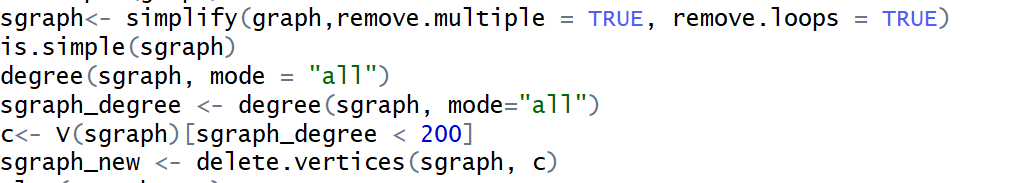 sgraph<- simplify(graph,remove.multiple = TRUE, remove.loops = TRUE)
is.simple(sgraph)
degree(sgraph, mode = "all")
sgraph_degree <- degree(sgraph, mode="all")
c<- V(sgraph)[sgraph_degree < 200]
sgraph_new <- delete.vertices(sgraph, c)